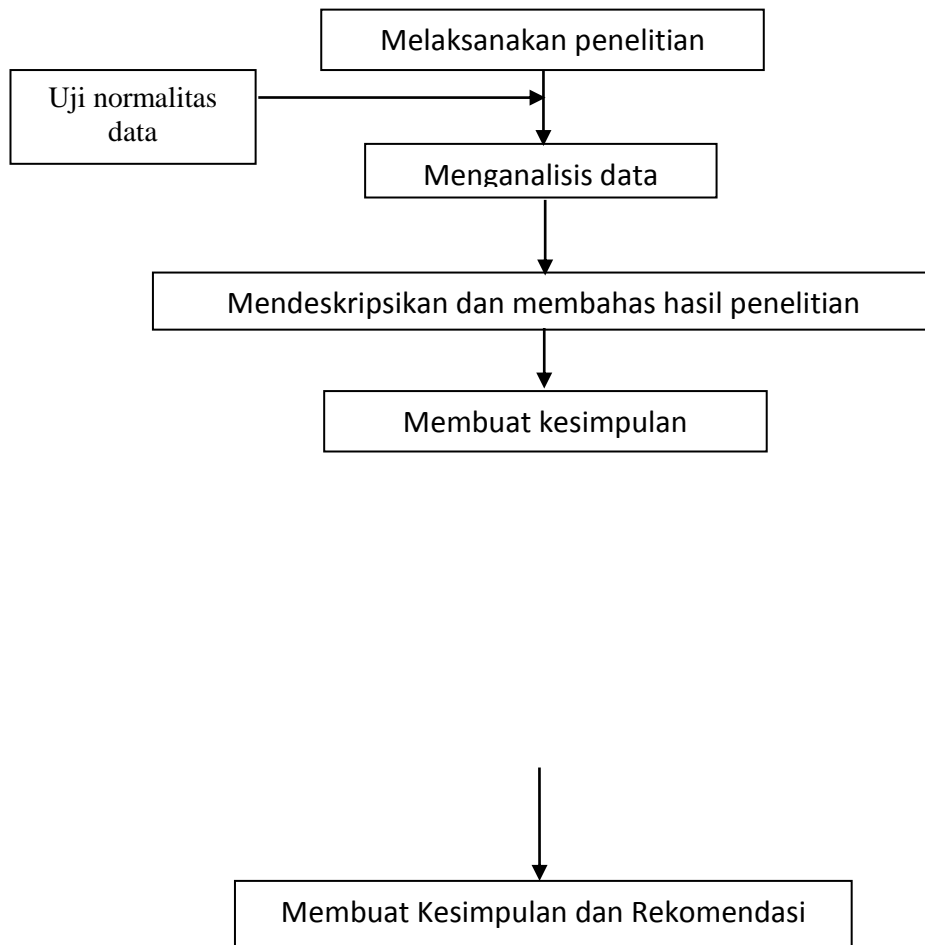 Melaksanakan penelitian
Uji normalitas
data
Menganalisis data
Mendeskripsikan dan membahas hasil penelitian
Membuat kesimpulan
Membuat Kesimpulan dan Rekomendasi